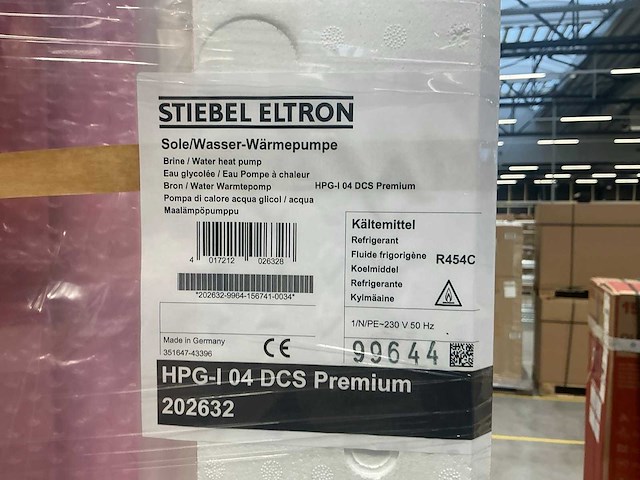 STIEBEL ELTRON
Sole/Wasser-Wärmepumpe
Brine / Water heat pump
Eau glycolée / Eau Pompe à chaleur
Bron / Water Warmtepomp HPG-I 04 DCS Premium
Pompa di calore acqua glicol / acqua
Maalämpöpumppu
4 017212 026328
*202632-9964-156741-0034*
Kältemittel
Refrigerant
Fluide frigorigène R454C
Koelmiddel
Refrigerante
Kylmäaine
1/N/PE~230 V 50 Hz
Made in Germany
351647-43396
CE
99644
HPG-I 04 DCS Premium
202632